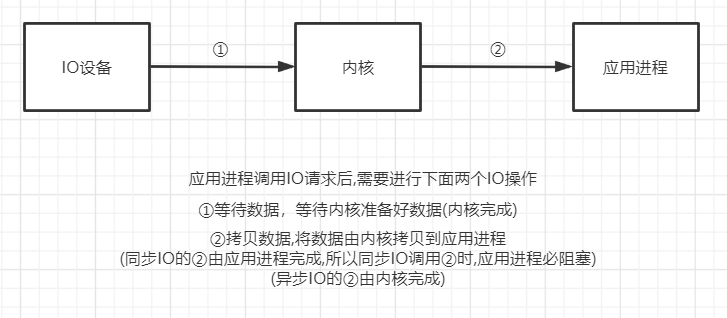 ①
②
IO设备
内核
应用进程
应用进程调用IO请求后,需要进行下面两个IO操作
①等待数据，等待内核准备好数据(内核完成)
②拷贝数据,将数据由内核拷贝到应用进程
(同步IO的②由应用进程完成,所以同步IO调用②时,应用进程必阻塞)
(异步IO的②由内核完成)